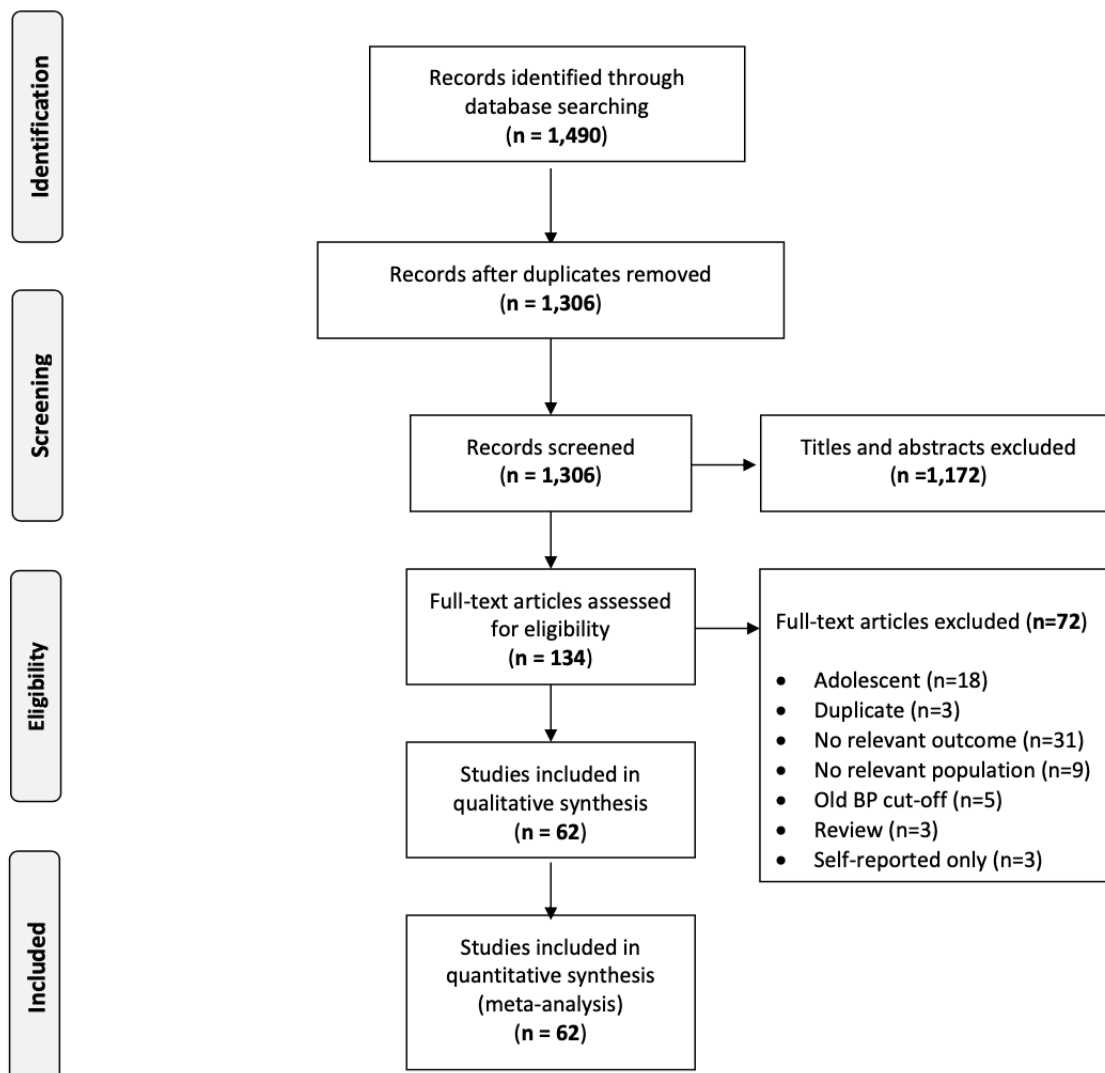 Identification
Records identified through
database searching
(n = 1,490)
Records after duplicates removed
(n = 1,306)
Screening
Records screened
(n = 1,306)
Titles and abstracts excluded
(n =1,172)
Eligibility
Full-text articles assessed
for eligibility
(n = 134)
Full-text articles excluded (n=72)
• Adolescent (n=18)
• Duplicate (n=3)
• No relevant outcome (n=31)
• No relevant population (n=9)
• Old BP cut-off (n=5)
• Review (n=3)
• Self-reported only (n=3)
Studies included in
qualitative synthesis
(n = 62)
Included
Studies included in
quantitative synthesis
(meta-analysis)
(n = 62)